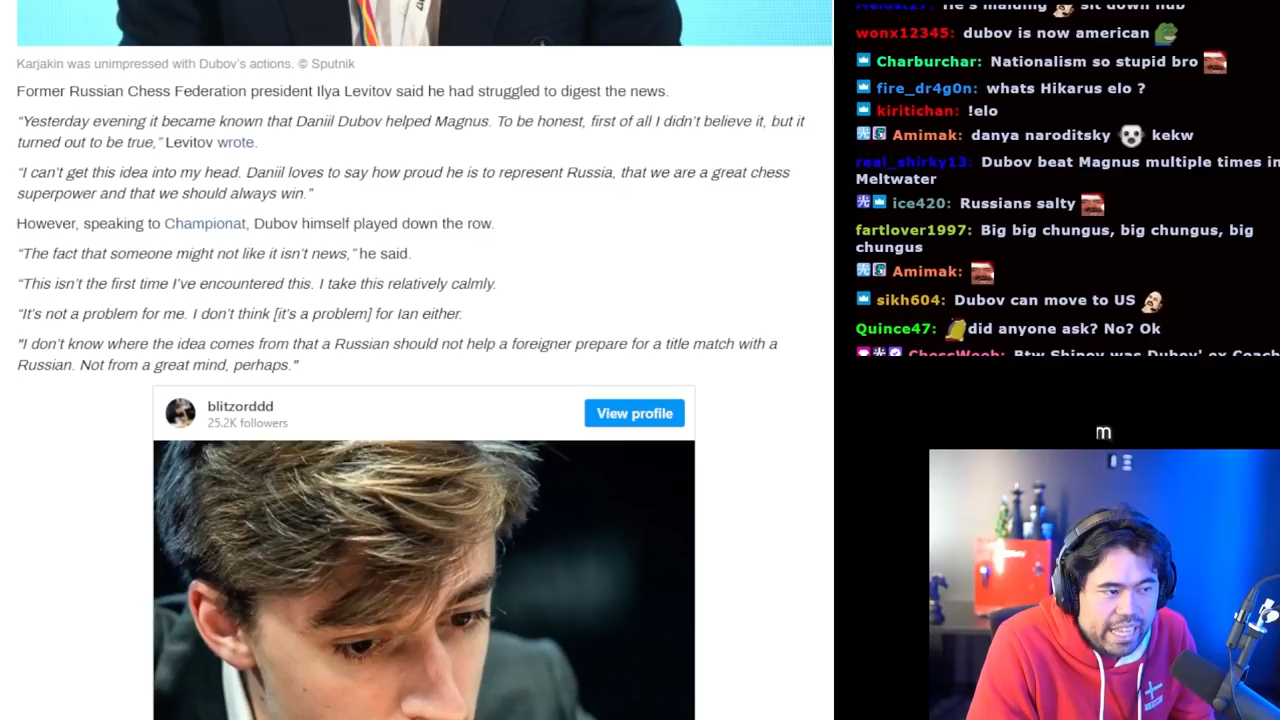 Karjakin was unimpressed with Dubov's actions. © Sputnik
Former Russian Chess Federation president Ilya Levitov said he had struggled to digest the news.
“Yesterday evening it became known that Daniil Dubov helped Magnus. To be honest, first of all I didn't believe it, but it
turned out to be true,” Levitov wrote.
“I can't get this idea into my head. Daniil loves to say how proud he is to represent Russia, that we are a great chess
superpower and that we should always win.”
However, speaking to Championat, Dubov himself played down the row.
“The fact that someone might not like it isn't news,” he said.
“This isn't the first time I've encountered this. I take this relatively calmly.
“It's not a problem for me. I don't think [it's a problem] for Ian either.
"I don't know where the idea comes from that a Russian should not help a foreigner prepare for a title match with a
Russian. Not from a great mind, perhaps."
blitzorddd
25.2K followers
View profile
wonx12345: dubov is now american
Charburchar: Nationalism so stupid bro
fire_dr4g0n: whats Hikarus elo ?
kiritichan: !elo
Amimak: danya naroditsky kekw
real_shirky13: Dubov beat Magnus multiple times in
Meltwater
ice420: Russians salty
fartlover1997: Big big chungus, big chungus, big
chungus
Amimak:
sikh604: Dubov can move to US
Quince47: did anyone ask? No? Ok
m